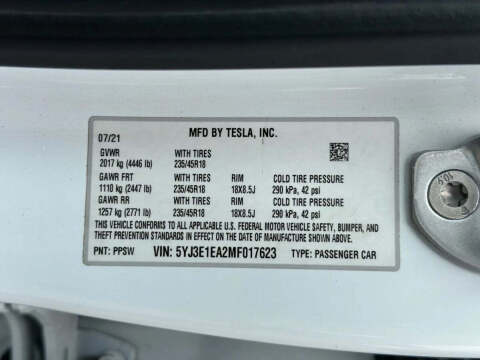 MFD BY TESLA, INC.
07/21
GVWR WITH TIRES
2017 kg (4446 lb) 235/45R18
GAWR FRT WITH TIRES RIM COLD TIRE PRESSURE
1110 kg (2447 lb) 235/45R18 18X8.5J 290 kPa, 42 psi
GAWR RR WITH TIRES RIM COLD TIRE PRESSURE
1257 kg (2771 lb) 235/45R18 18X8.5J 290 kPa, 42 psi
THIS VEHICLE CONFORMS TO ALL APPLICABLE U.S. FEDERAL MOTOR VEHICLE SAFETY, BUMPER, AND
THEFT PREVENTION STANDARDS IN EFFECT ON THE DATE OF MANUFACTURE SHOWN ABOVE.
PNT: PPSW VIN: 5YJ3E1EA2MF017623 TYPE: PASSENGER CAR
10.9